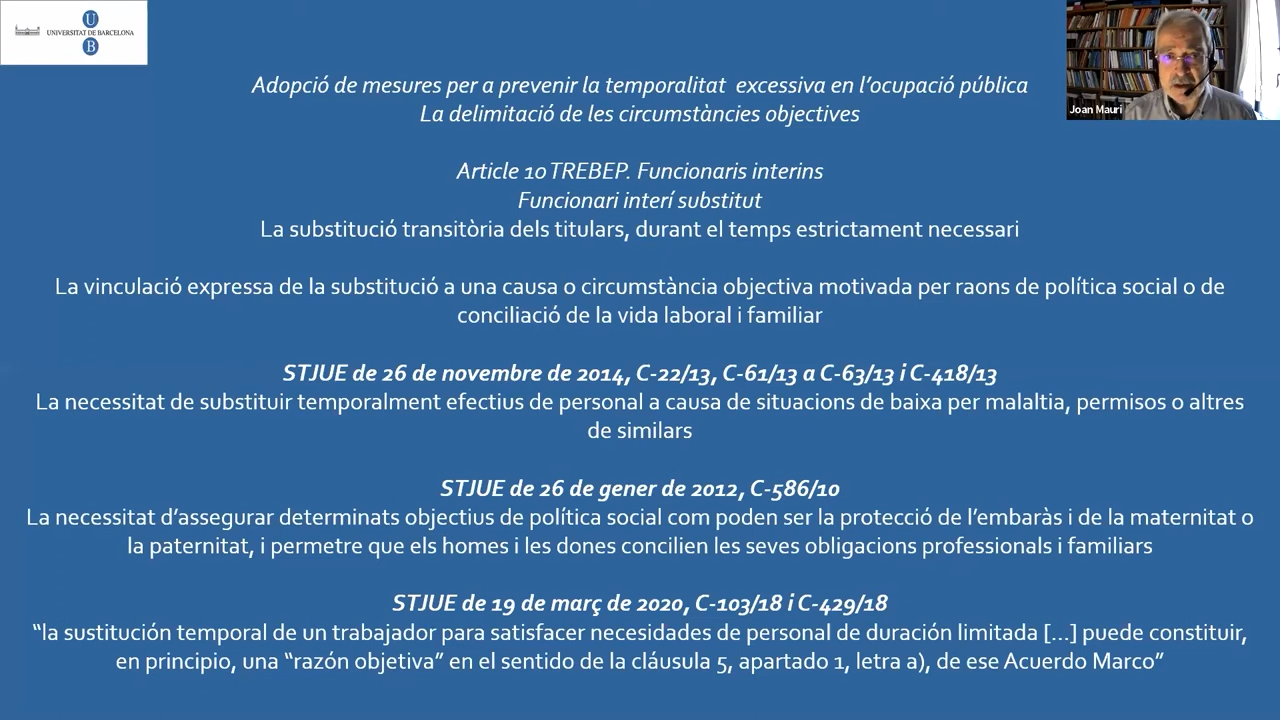 U
UNIVERSITAT DE BARCELONA
B
Joan Mauri
Adopció de mesures per a prevenir la temporalitat excessiva en l'ocupació pública
La delimitació de les circumstàncies objectives
Article 10 TREBEP. Funcionaris interins
Funcionari interí substitut
La substitució transitòria dels titulars, durant el temps estrictament necessari
La vinculació expressa de la substitució a una causa o circumstància objectiva motivada per raons de política social o de
conciliació de la vida laboral i familiar
STJUE de 26 de novembre de 2014, C-22/13, C-61/13 a C-63/13 i C-418/13
La necessitat de substituir temporalment efectius de personal a causa de situacions de baixa per malaltia, permisos o altres
de similars
STJUE de 26 de gener de 2012, C-586/10
La necessitat d'assegurar determinats objectius de política social com poden ser la protecció de l'embaràs i de la maternitat o
la paternitat, i permetre que els homes i les dones concilien les seves obligacions professionals i familiars
STJUE de 19 de març de 2020, C-103/18 i C-429/18
"la sustitución temporal de un trabajador para satisfacer necesidades de personal de duración limitada [...] puede constituir,
en principio, una "razón objetiva" en el sentido de la cláusula 5, apartado 1, letra a), de ese Acuerdo Marco"